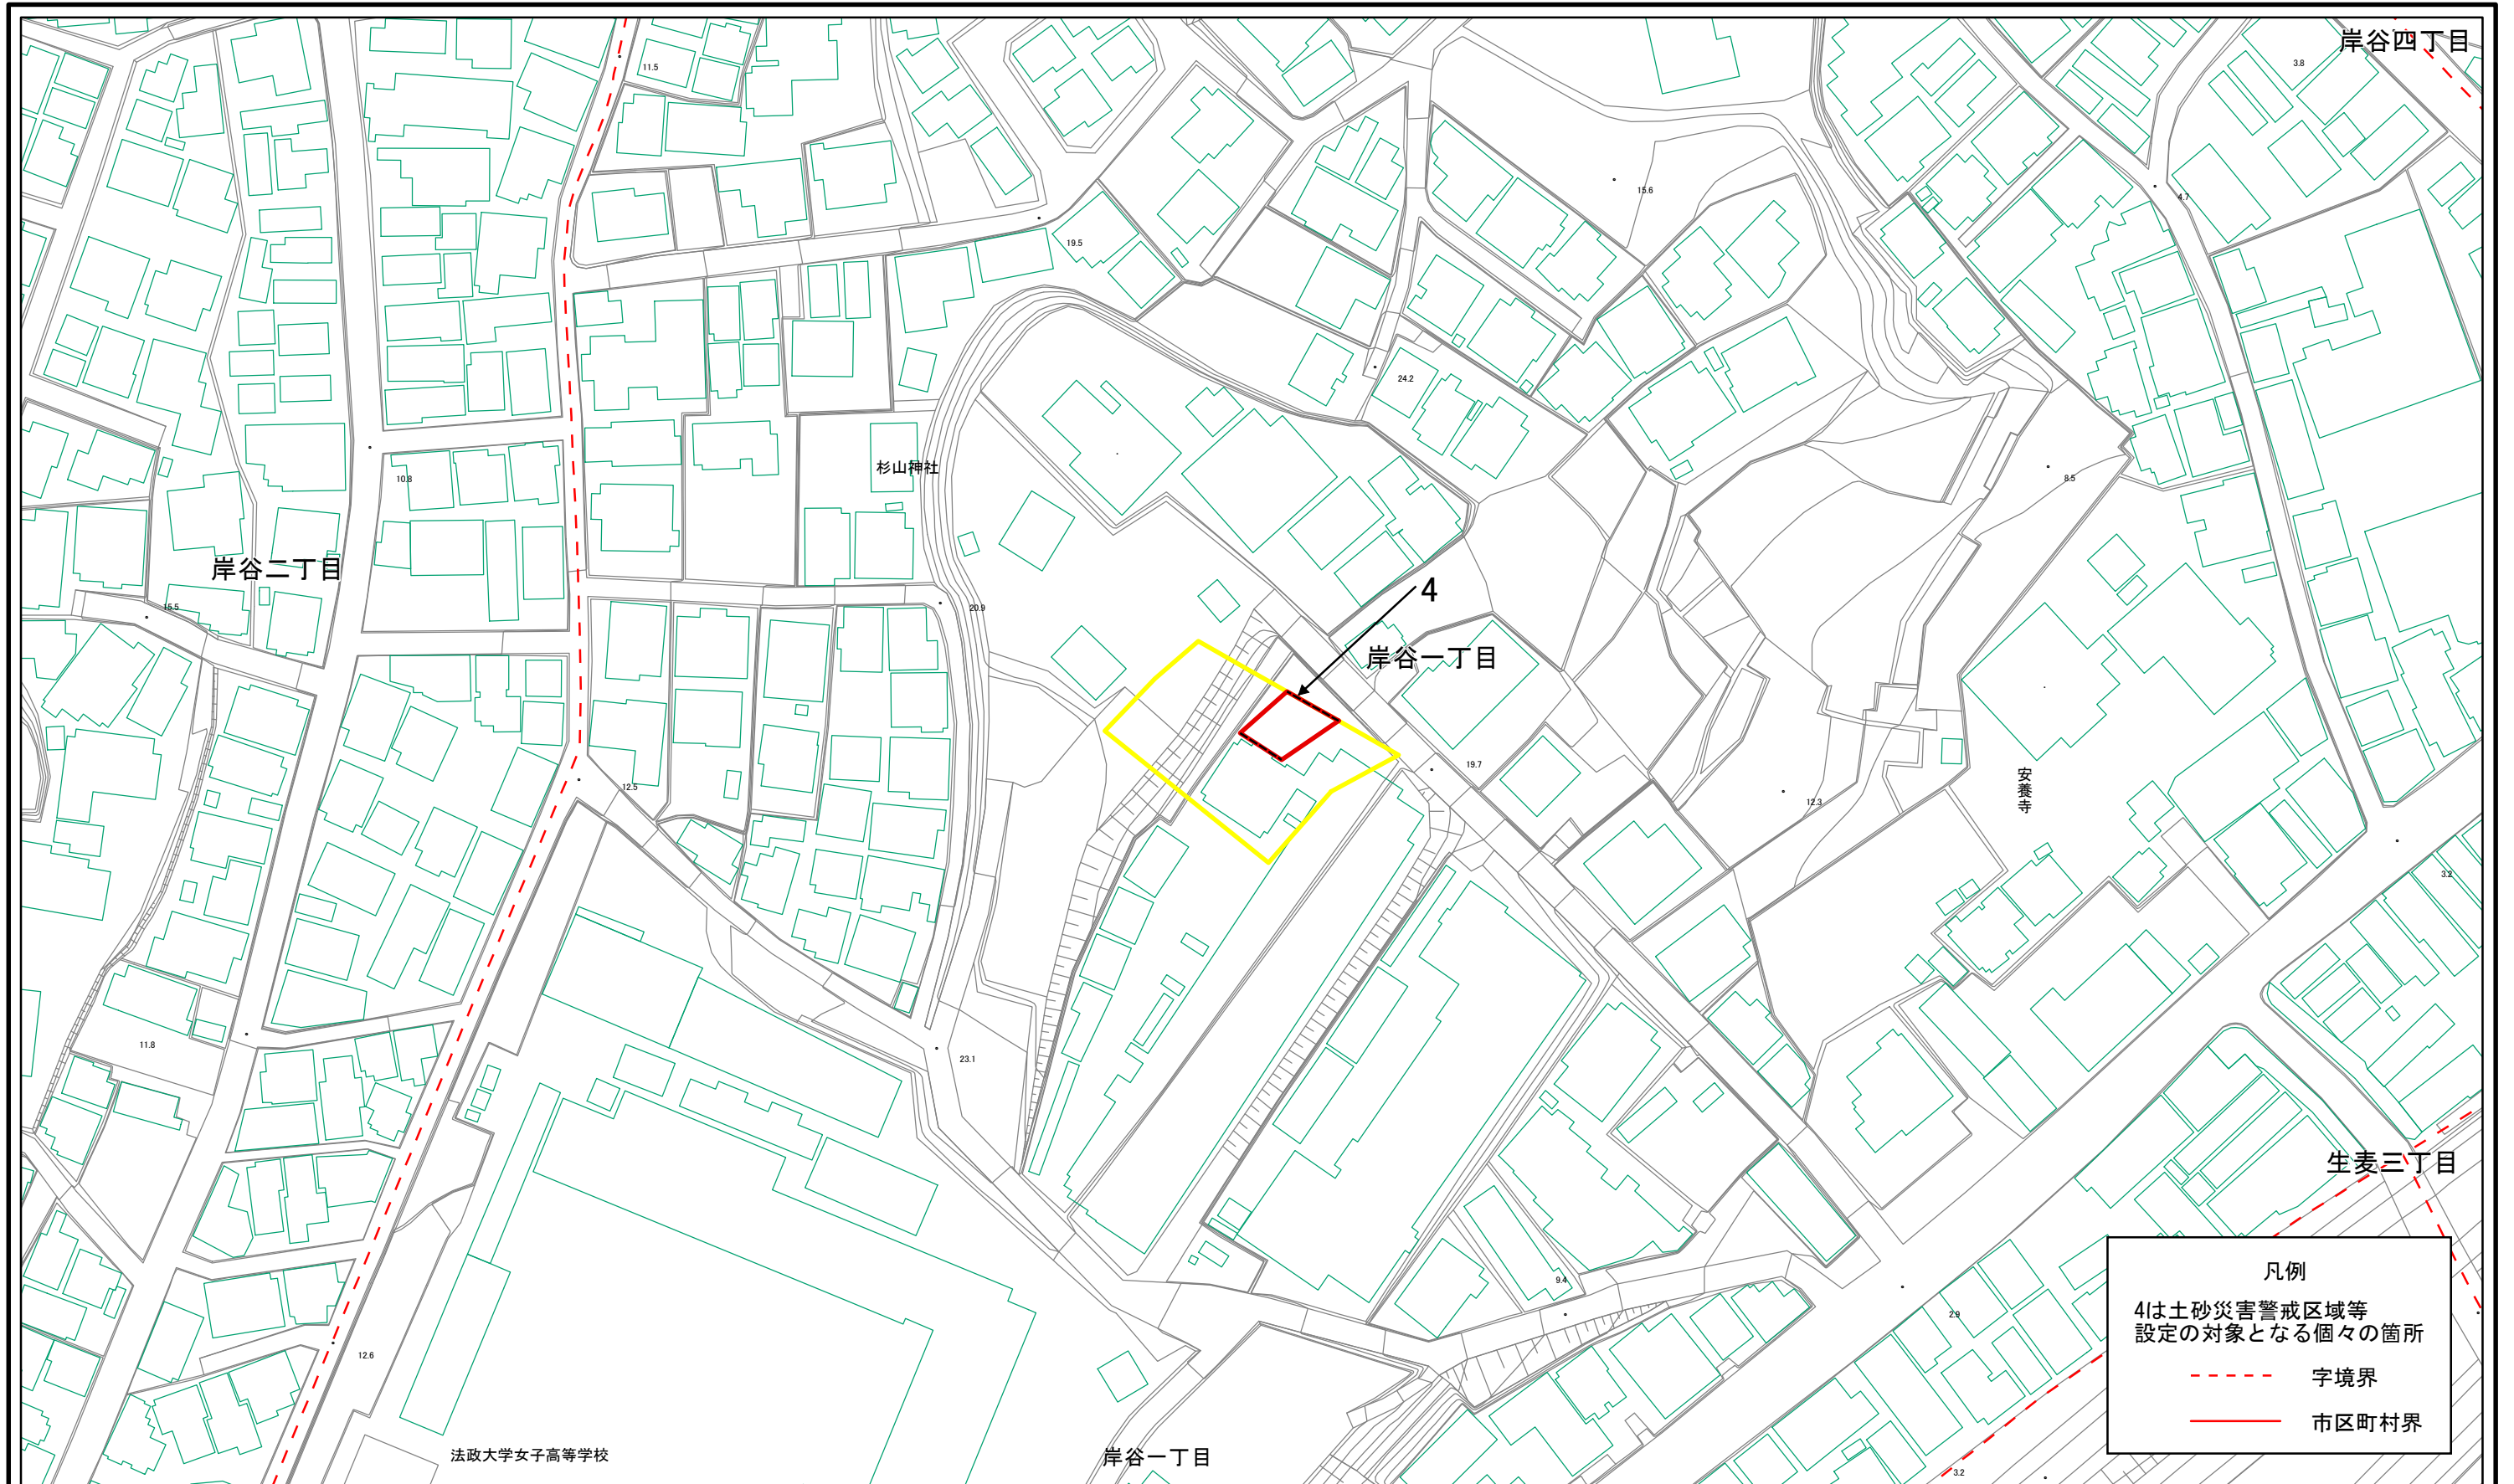 岸谷四丁目
3.8
11.5
15.6
4.7
19.5
24.2
杉山神社
10.8
8.5
岸谷二丁目
15.5
20.9
4
岸谷一丁目
19.7
12.5
12.3
安養寺
3.2
11.8
23.1
生麦三丁目
9.4
2.9
12.6
法政大学女子高等学校
岸谷一丁目
3.2
凡例
4は土砂災害警戒区域等
設定の対象となる個々の箇所
字境界
市区町村界